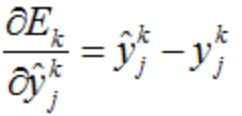 ∂E_k/∂ŷ_j^k = ŷ_j^k − y_j^k